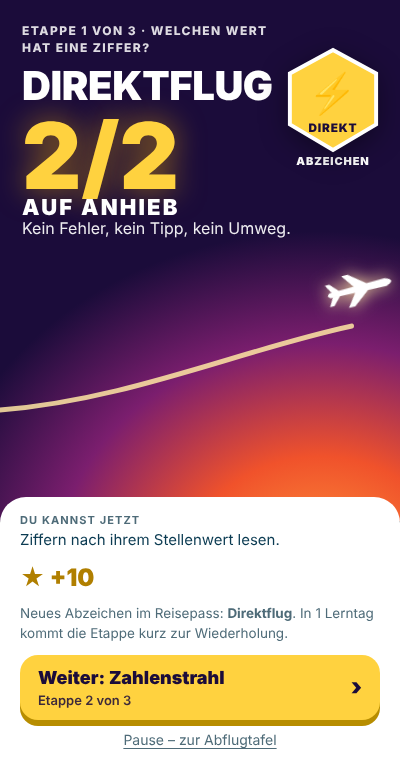 ETAPPE 1 VON 3 · WELCHEN WERT
HAT EINE ZIFFER?
DIREKTFLUG
2/2
AUF ANHIEB
Kein Fehler, kein Tipp, kein Umweg.
DIREKT
ABZEICHEN
DU KANNST JETZT
Ziffern nach ihrem Stellenwert lesen.
★ +10
Neues Abzeichen im Reisepass: Direktflug. In 1 Lerntag
kommt die Etappe kurz zur Wiederholung.
Weiter: Zahlenstrahl
Etappe 2 von 3
›
Pause – zur Abflugtafel